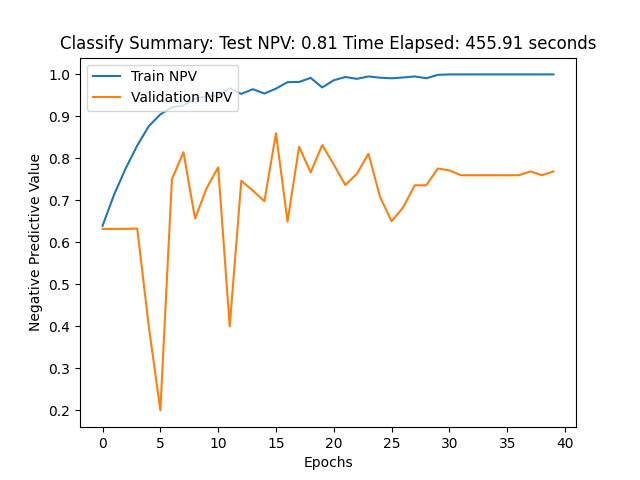 Classify Summary: Test NPV: 0.81 Time Elapsed: 455.91 seconds
Train NPV
Validation NPV
Negative Predictive Value
1.0
0.9
0.8
0.7
0.6
0.5
0.4
0.3
0.2
0 5 10 15 20 25 30 35 40
Epochs